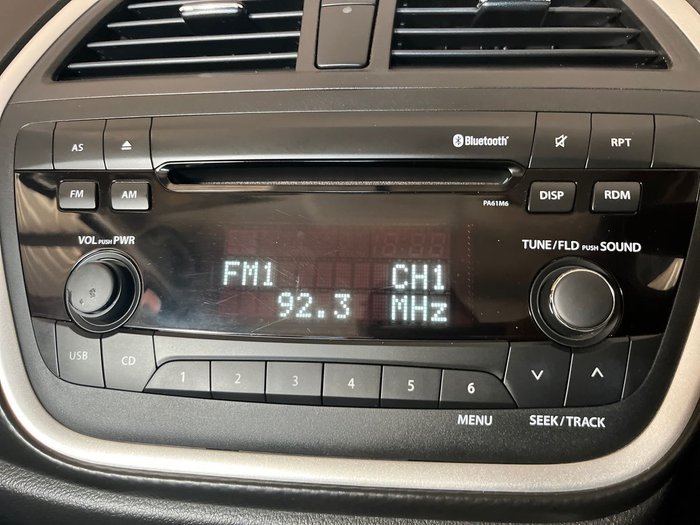 AS
Bluetooth
RPT
FM
AM
PA61M6
DISP
RDM
VOL PUSH PWR
TUNE/FLD PUSH SOUND
FM1 CH1
92.3 MHz
USB
CD
1
2
3
4
5
6
MENU
SEEK/TRACK